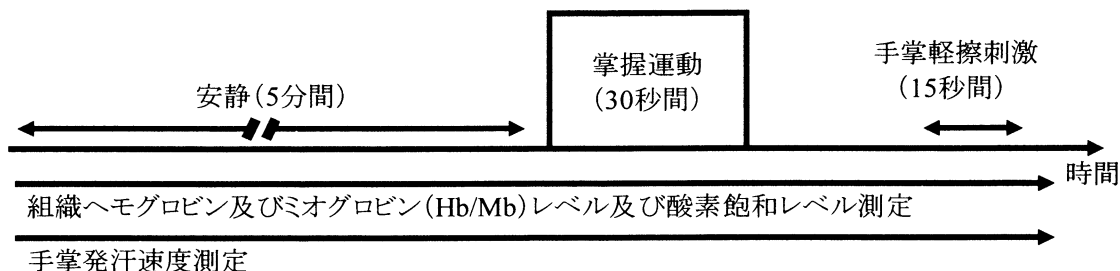 掌握運動
(30秒間)
手掌軽擦刺激
(15秒間)
安静(5分間)
時間
組織ヘモグロビン及びミオグロビン(Hb/Mb)レベル及び酸素飽和レベル測定
手掌発汗速度測定